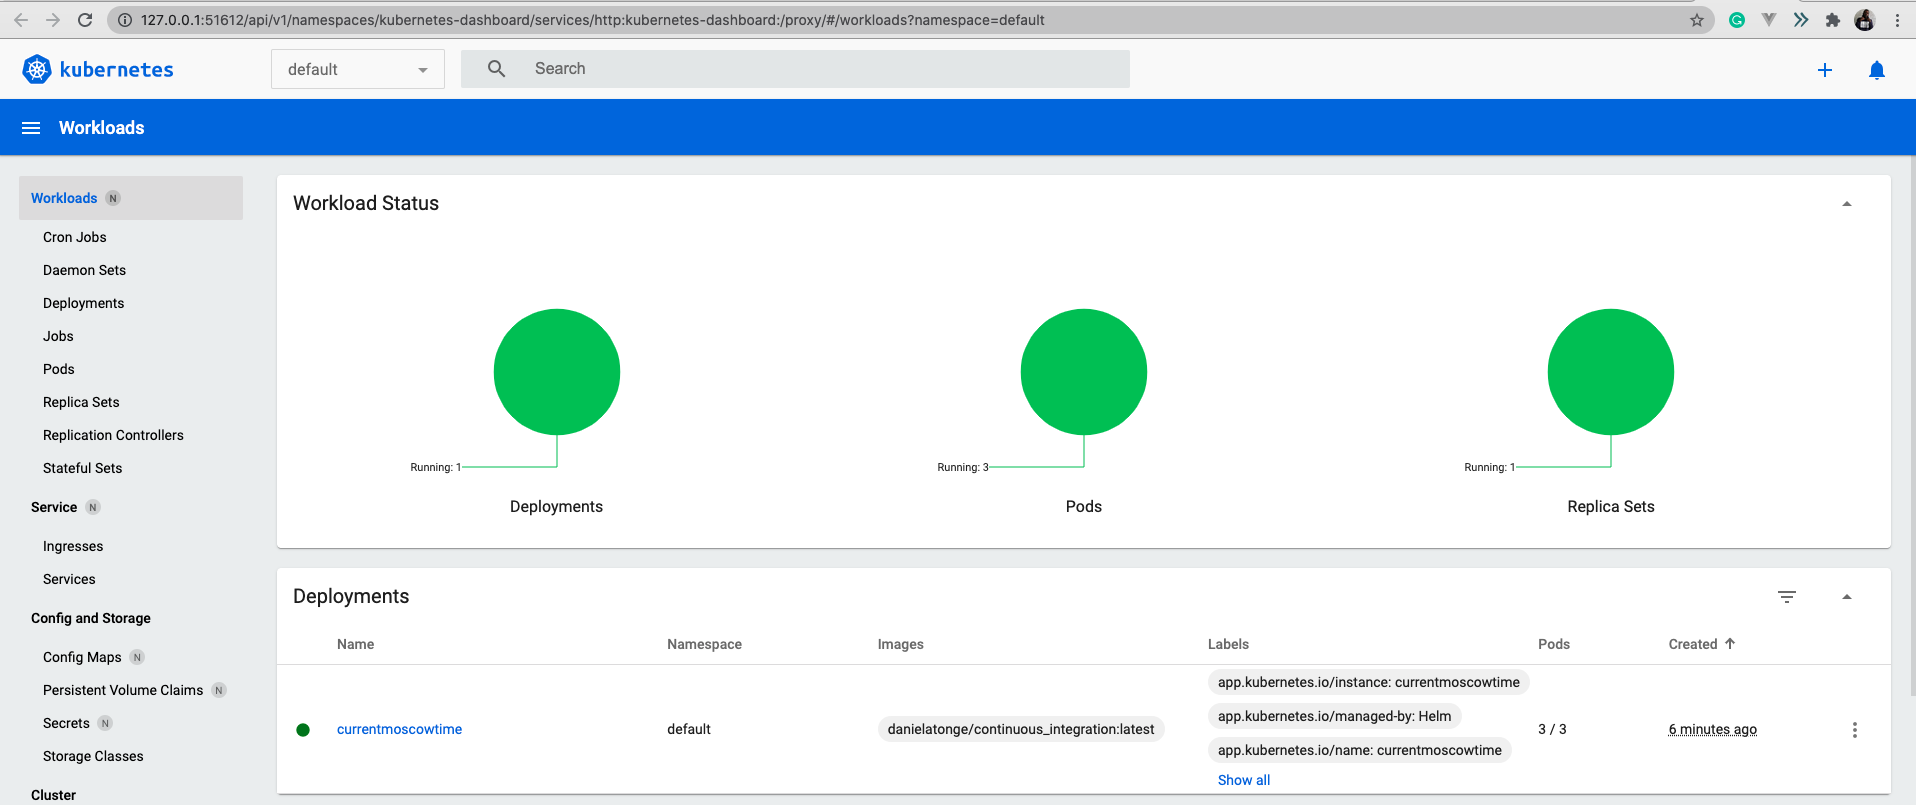 127.0.0.1:51612/api/v1/namespaces/kubernetes-dashboard/services/http:kubernetes-dashboard:/proxy/#/workloads?namespace=default
kubernetes
default
Search
Workloads
Workloads N
Cron Jobs
Daemon Sets
Deployments
Jobs
Pods
Replica Sets
Replication Controllers
Stateful Sets
Service N
Ingresses
Services
Config and Storage
Config Maps N
Persistent Volume Claims N
Secrets N
Storage Classes
Cluster
Workload Status
Running: 1
Deployments
Running: 3
Pods
Running: 1
Replica Sets
Deployments
Name Namespace Images Labels Pods Created
currentmoscowtime default danielatonge/continuous_integration:latest
app.kubernetes.io/instance: currentmoscowtime
app.kubernetes.io/managed-by: Helm
app.kubernetes.io/name: currentmoscowtime
Show all
3 / 3
6 minutes ago